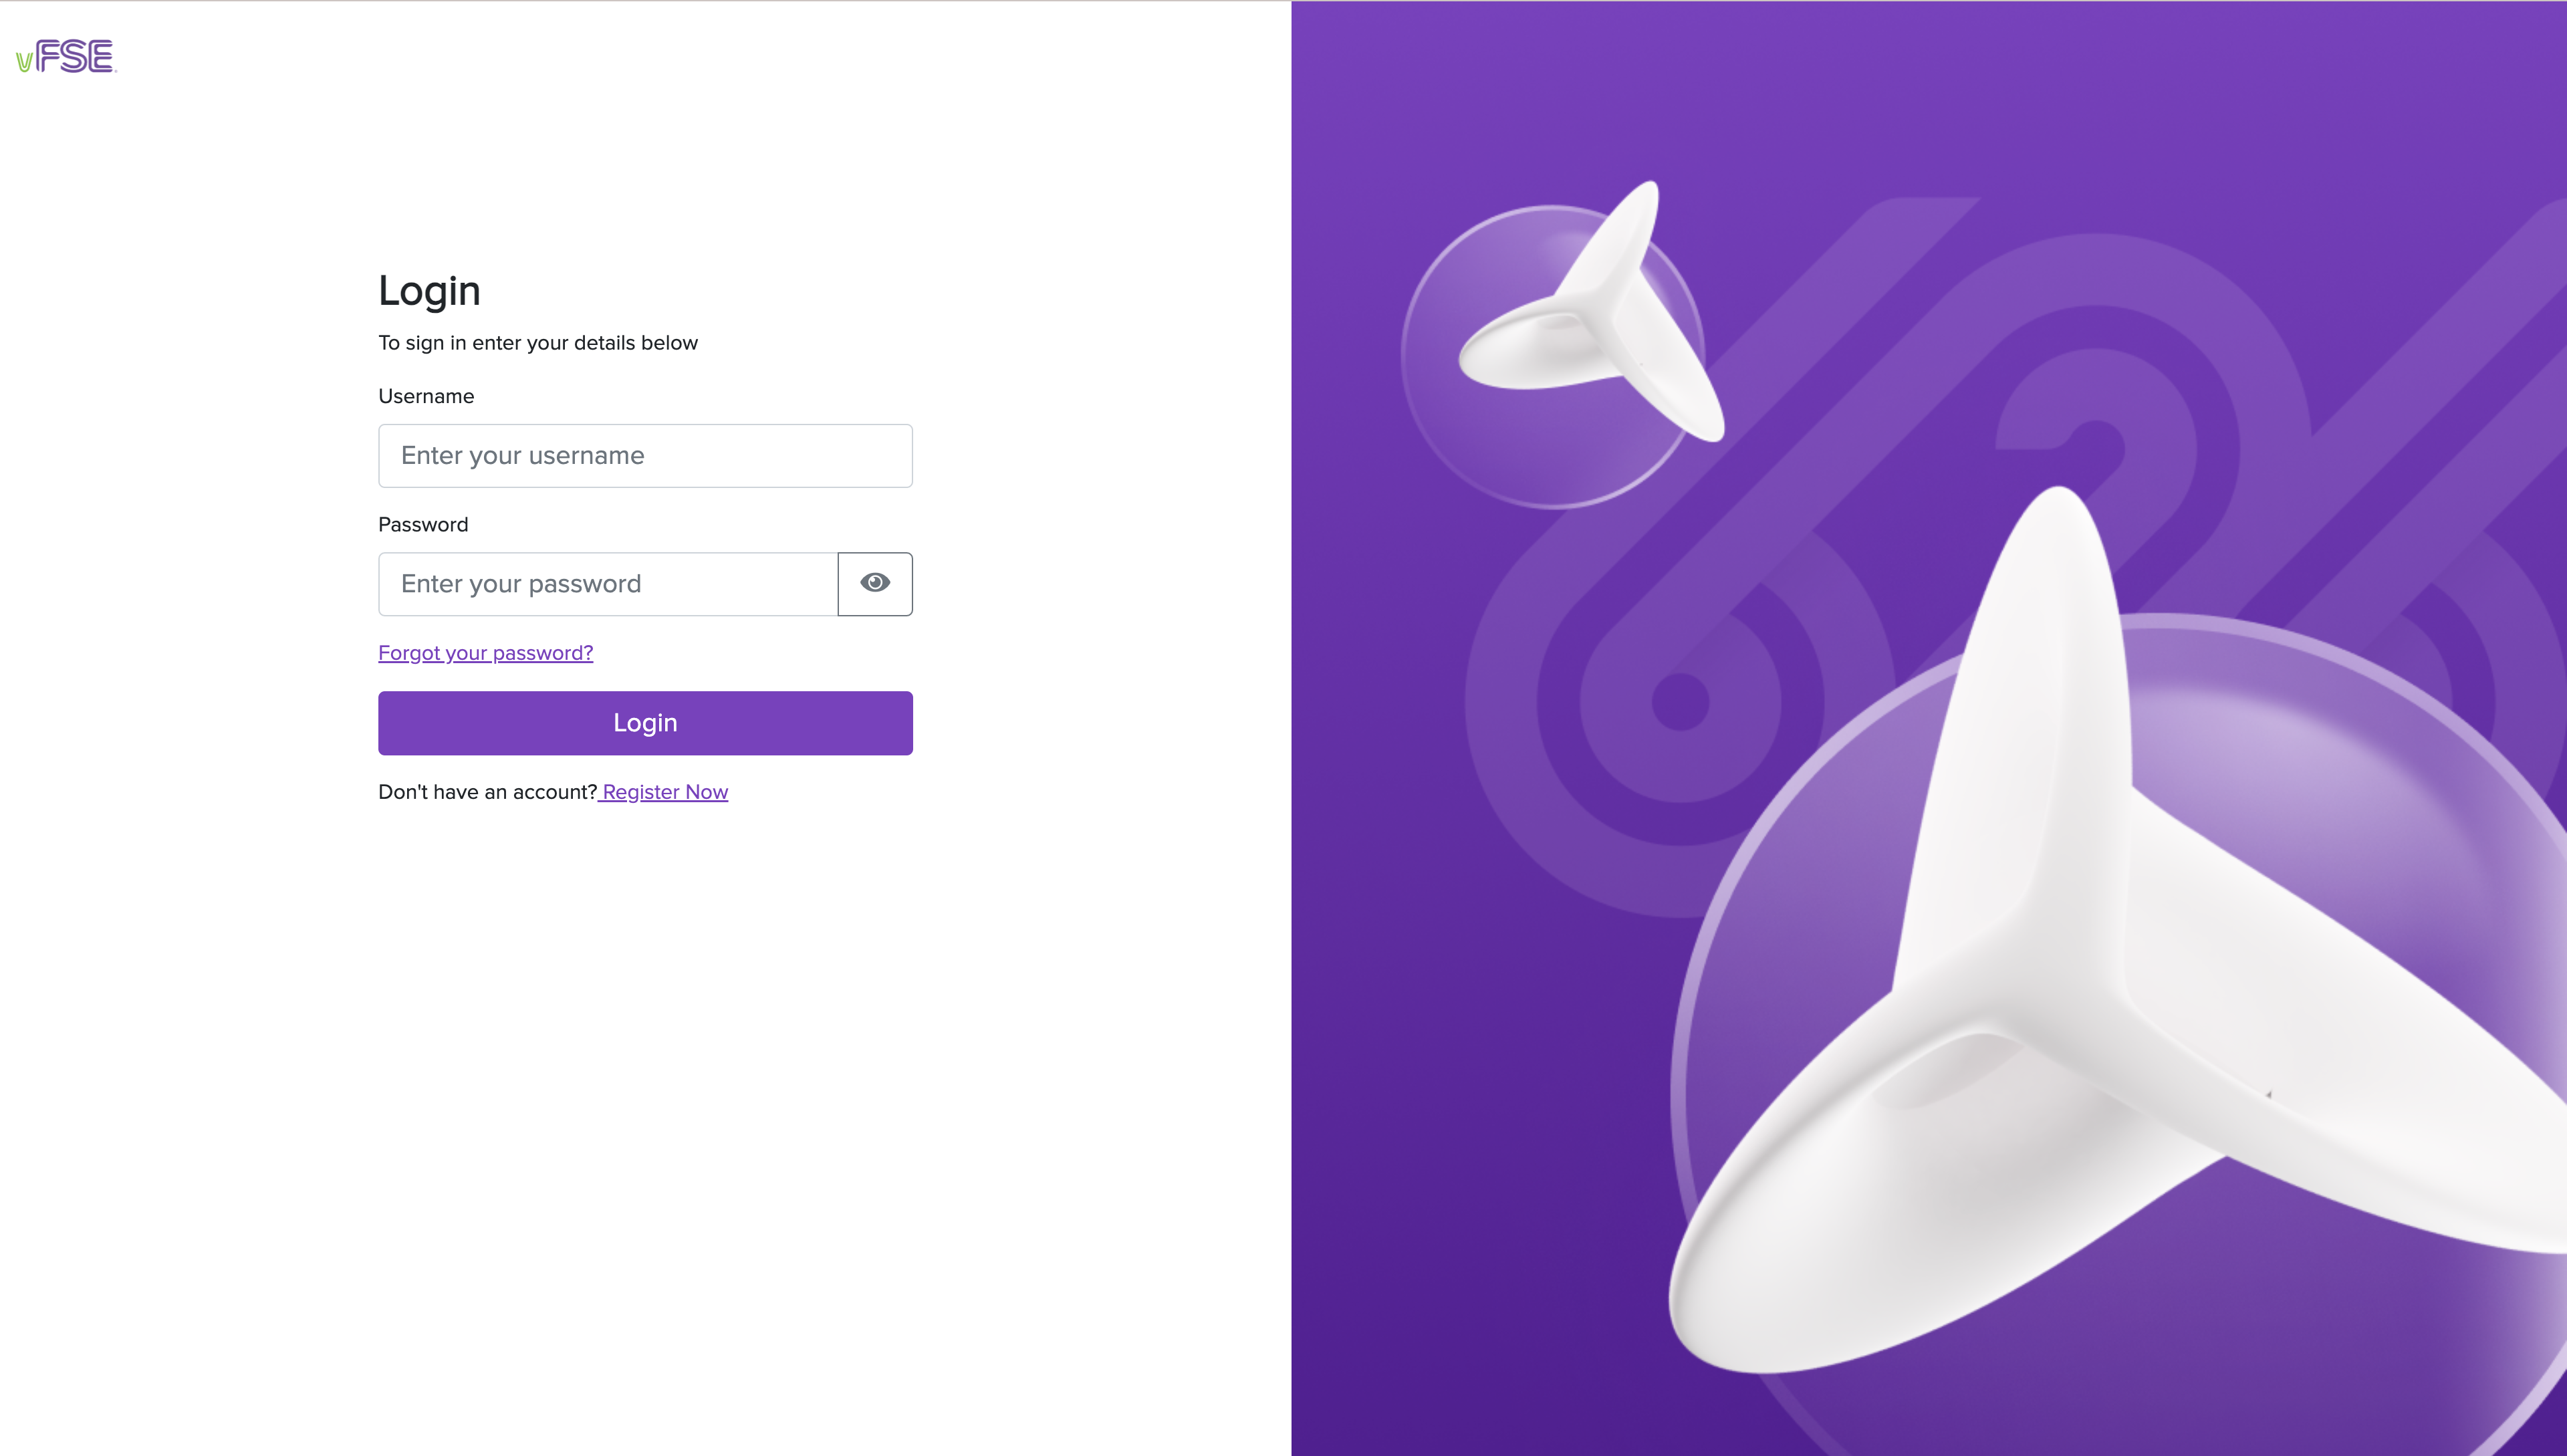 vFSE
Login
To sign in enter your details below
Username
Enter your username
Password
Enter your password
Forgot your password?
Login
Don't have an account? Register Now